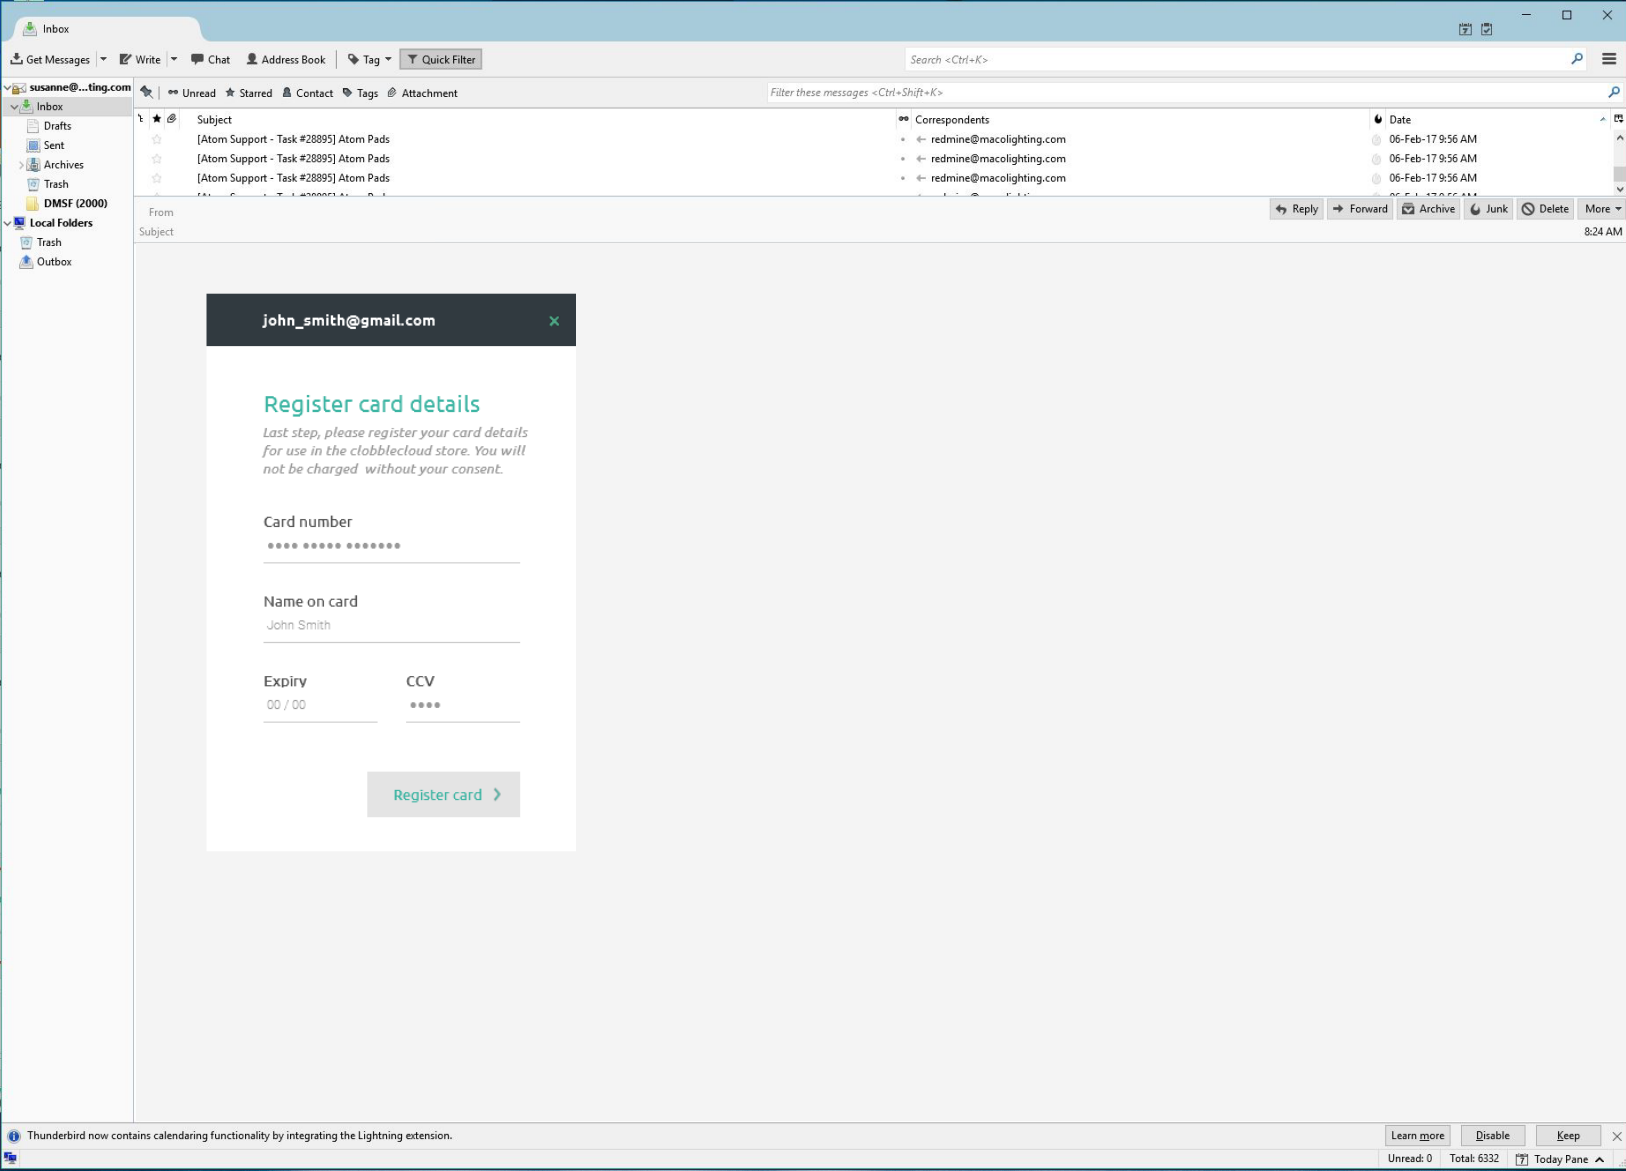 Inbox
Get Messages Write Chat Address Book Tag Quick Filter Search <Ctrl+K>
susanne@...ting.com
Unread Starred Contact Tags Attachment Filter these messages <Ctrl+Shift+K>
Inbox
Drafts
Sent
Archives
Trash
DMSF (2000)
Local Folders
Trash
Outbox
Subject Correspondents Date
[Atom Support - Task #28895] Atom Pads redmine@macolighting.com 06-Feb-17 9:56 AM
[Atom Support - Task #28895] Atom Pads redmine@macolighting.com 06-Feb-17 9:56 AM
[Atom Support - Task #28895] Atom Pads redmine@macolighting.com 06-Feb-17 9:56 AM
From Reply Forward Archive Junk Delete More
Subject 8:24 AM
john_smith@gmail.com
Register card details
Last step, please register your card details
for use in the clobblecloud store. You will
not be charged without your consent.
Card number
Name on card
John Smith
Expiry CCV
00 / 00
Register card
Thunderbird now contains calendaring functionality by integrating the Lightning extension. Learn more Disable Keep
Unread: 0 Total: 6332 7 Today Pane